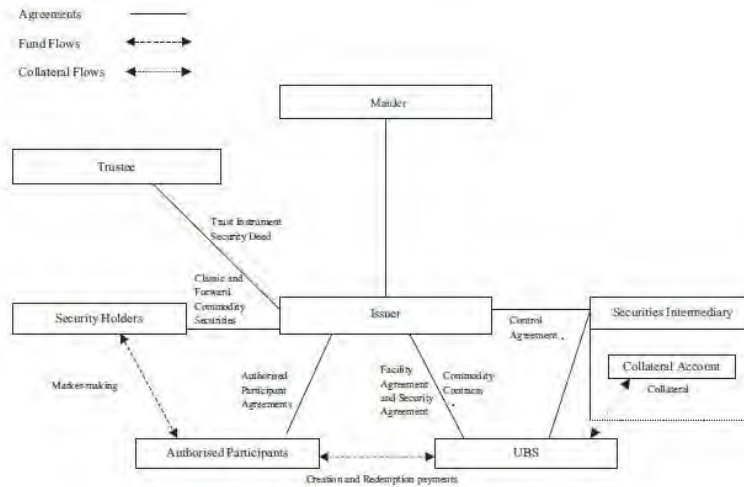 Agreements
Fund Flows
Collateral Flows
Trustee
Trust Instrument
Security Deed
Classic and
Forward
Commodity
Securities
Security Holders
Issuer
Securities Intermediary
Control
Agreement
Collateral Account
Collateral
Market-making
Authorised
Participant
Agreements
Facility
Agreement
and Security
Agreement
Commodity
Contracts
Authorised Participants
UBS
Creation and Redemption payments